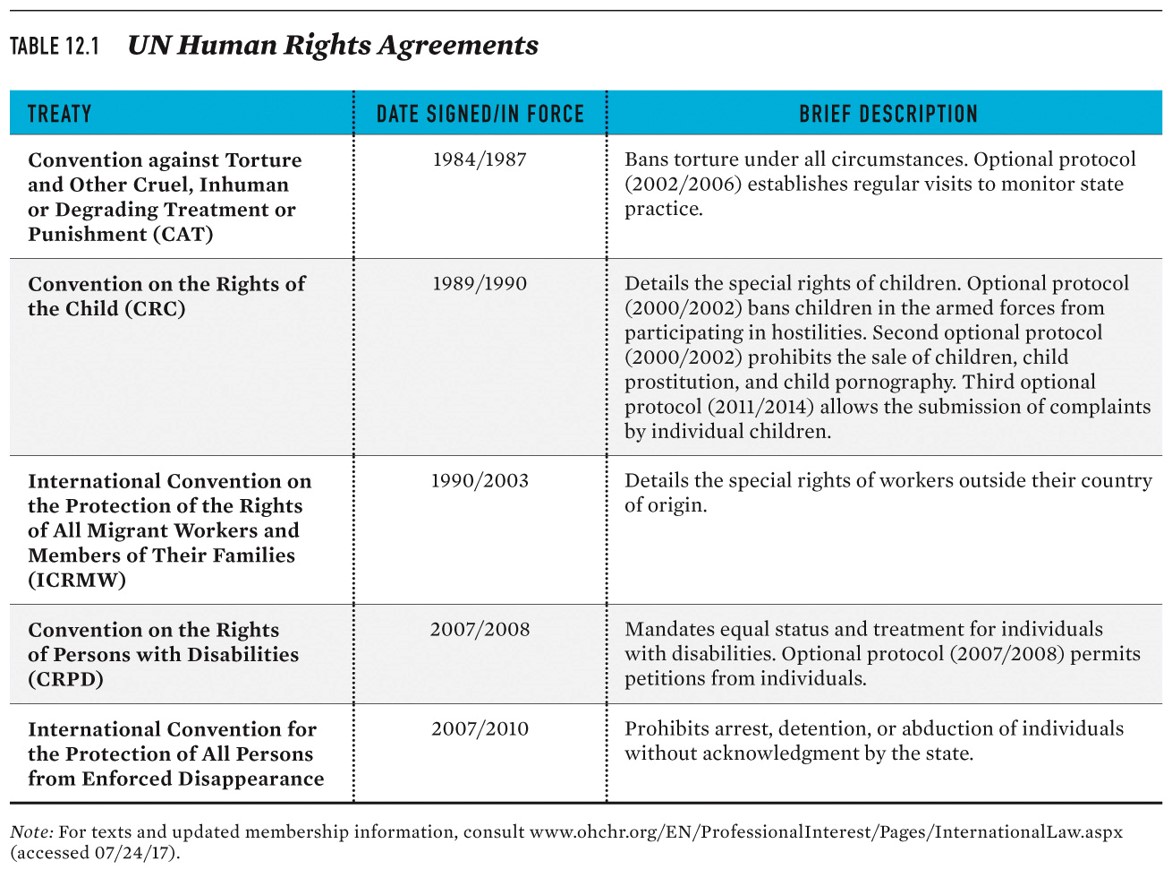 TABLE 12.1 UN Human Rights Agreements
TREATY DATE SIGNED/IN FORCE BRIEF DESCRIPTION
Convention against Torture
and Other Cruel, Inhuman
or Degrading Treatment or
Punishment (CAT)
1984/1987
Bans torture under all circumstances. Optional protocol
(2002/2006) establishes regular visits to monitor state
practice.
Convention on the Rights of
the Child (CRC)
1989/1990
Details the special rights of children. Optional protocol
(2000/2002) bans children in the armed forces from
participating in hostilities. Second optional protocol
(2000/2002) prohibits the sale of children, child
prostitution, and child pornography. Third optional
protocol (2011/2014) allows the submission of complaints
by individual children.
International Convention on
the Protection of the Rights
of All Migrant Workers and
Members of Their Families
(ICRMW)
1990/2003
Details the special rights of workers outside their country
of origin.
Convention on the Rights
of Persons with Disabilities
(CRPD)
2007/2008
Mandates equal status and treatment for individuals
with disabilities. Optional protocol (2007/2008) permits
petitions from individuals.
International Convention for
the Protection of All Persons
from Enforced Disappearance
2007/2010
Prohibits arrest, detention, or abduction of individuals
without acknowledgment by the state.
Note: For texts and updated membership information, consult www.ohchr.org/EN/ProfessionalInterest/Pages/InternationalLaw.aspx
(accessed 07/24/17).